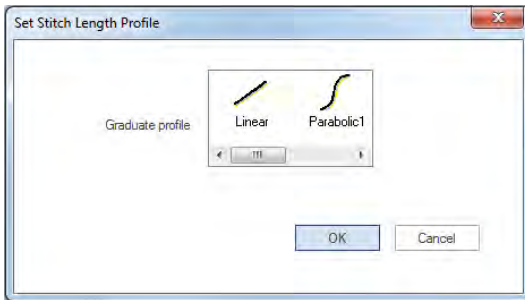 Set Stitch Length Profile
Graduate profile
Linear Parabolic1
OK Cancel